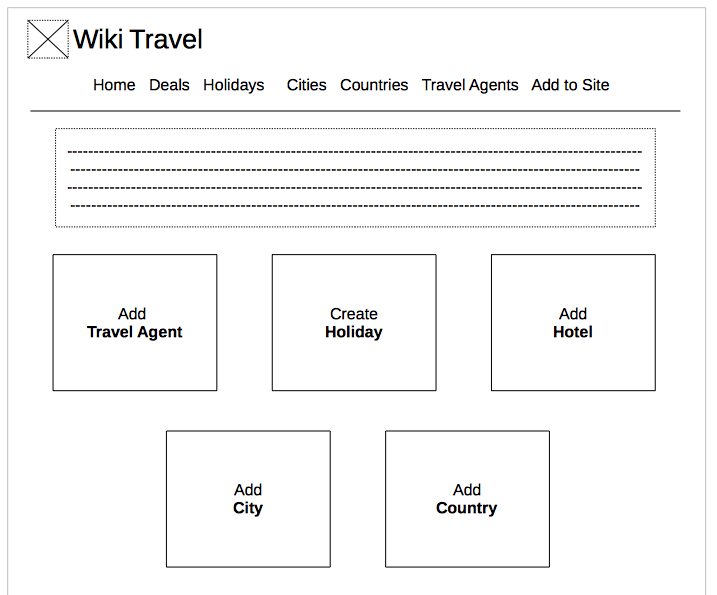 Wiki Travel
Home Deals Holidays Cities Countries Travel Agents Add to Site
Add
Travel Agent
Create
Holiday
Add
Hotel
Add
City
Add
Country